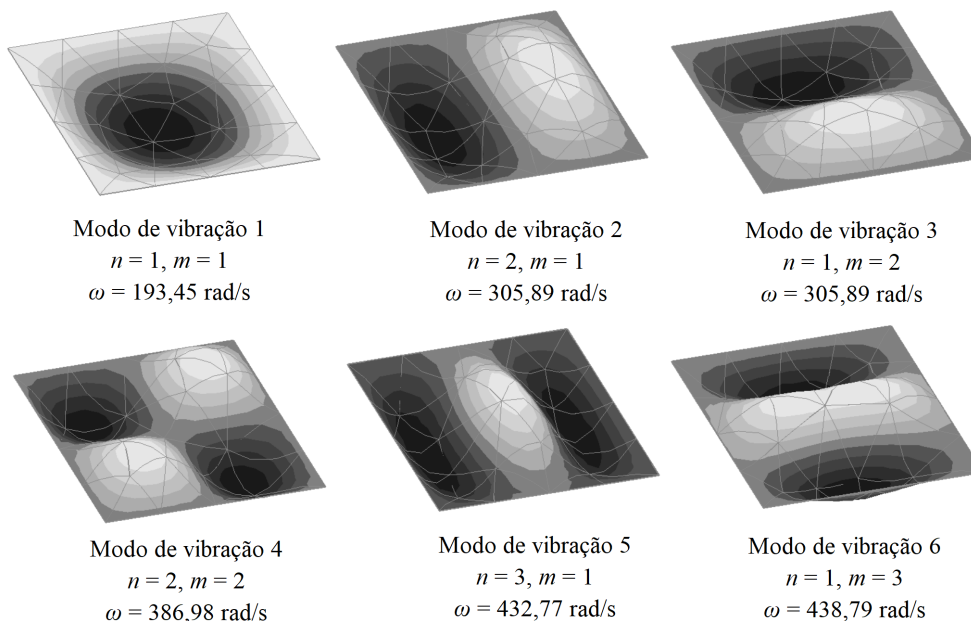 Modo de vibração 1
n = 1, m = 1
ω = 193,45 rad/s
Modo de vibração 2
n = 2, m = 1
ω = 305,89 rad/s
Modo de vibração 3
n = 1, m = 2
ω = 305,89 rad/s
Modo de vibração 4
n = 2, m = 2
ω = 386,98 rad/s
Modo de vibração 5
n = 3, m = 1
ω = 432,77 rad/s
Modo de vibração 6
n = 1, m = 3
ω = 438,79 rad/s